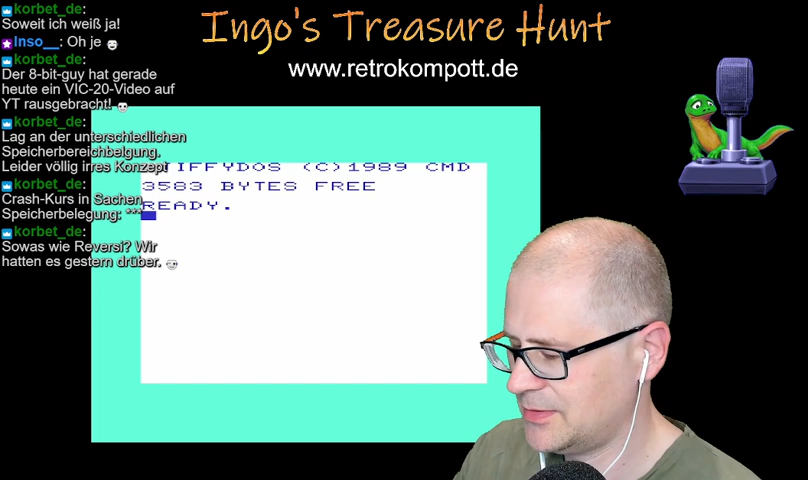 korbet_de:
Soweit ich weiß ja!
Inso__: Oh je
korbet_de:
Der 8-bit-guy hat gerade
heute ein VIC-20-Video auf
YT rausgebracht!
korbet_de:
Lag an der unterschiedlichen
Speicherbereichbelgung.
Leider völlig irres Konzept
korbet_de:
Crash-Kurs in Sachen
Speicherbelegung: ***
korbet_de:
Sowas wie Reversi? Wir
hatten es gestern drüber.
Ingo's Treasure Hunt
www.retrokompott.de
JIFFYDOS (C)1989 CMD
3583 BYTES FREE
READY.